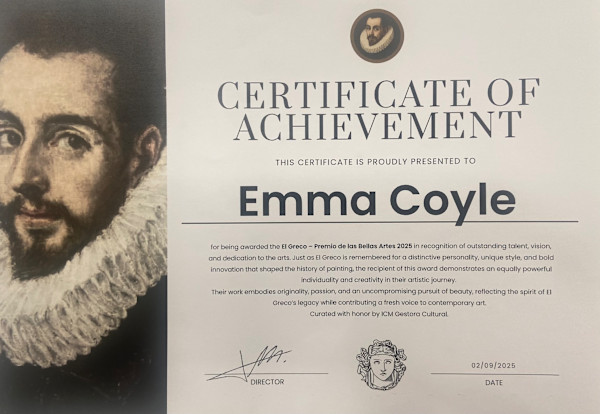 CERTIFICATE OF
ACHIEVEMENT
THIS CERTIFICATE IS PROUDLY PRESENTED TO
Emma Coyle
for being awarded the El Greco – Premio de las Bellas Artes 2025 in recognition of outstanding talent, vision,
and dedication to the arts. Just as El Greco is remembered for a distinctive personality, unique style, and bold
innovation that shaped the history of painting, the recipient of this award demonstrates an equally powerful
individuality and creativity in their artistic journey.
Their work embodies originality, passion, and an uncompromising pursuit of beauty, reflecting the spirit of El
Greco's legacy while contributing a fresh voice to contemporary art.
Curated with honor by ICM Gestora Cultural.
02/09/2025
DIRECTOR
DATE